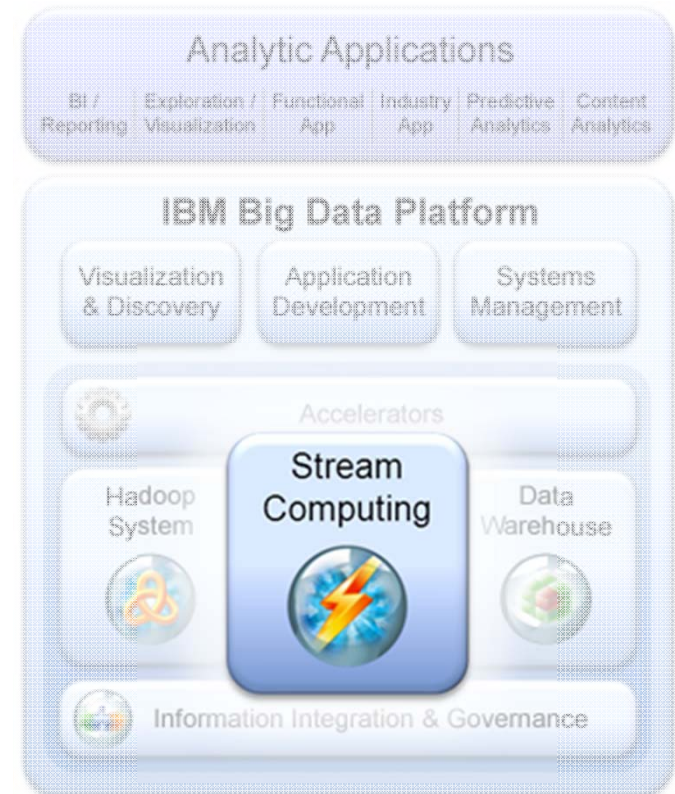 Analytic Applications
BI / Exploration / Functional Industry Predictive Content
Reporting Visualization App App Analytics Analytics
IBM Big Data Platform
Visualization Application Systems
& Discovery Development Management
Accelerators
Stream
Computing
Hadoop
System
Data
Warehouse
Information Integration & Governance